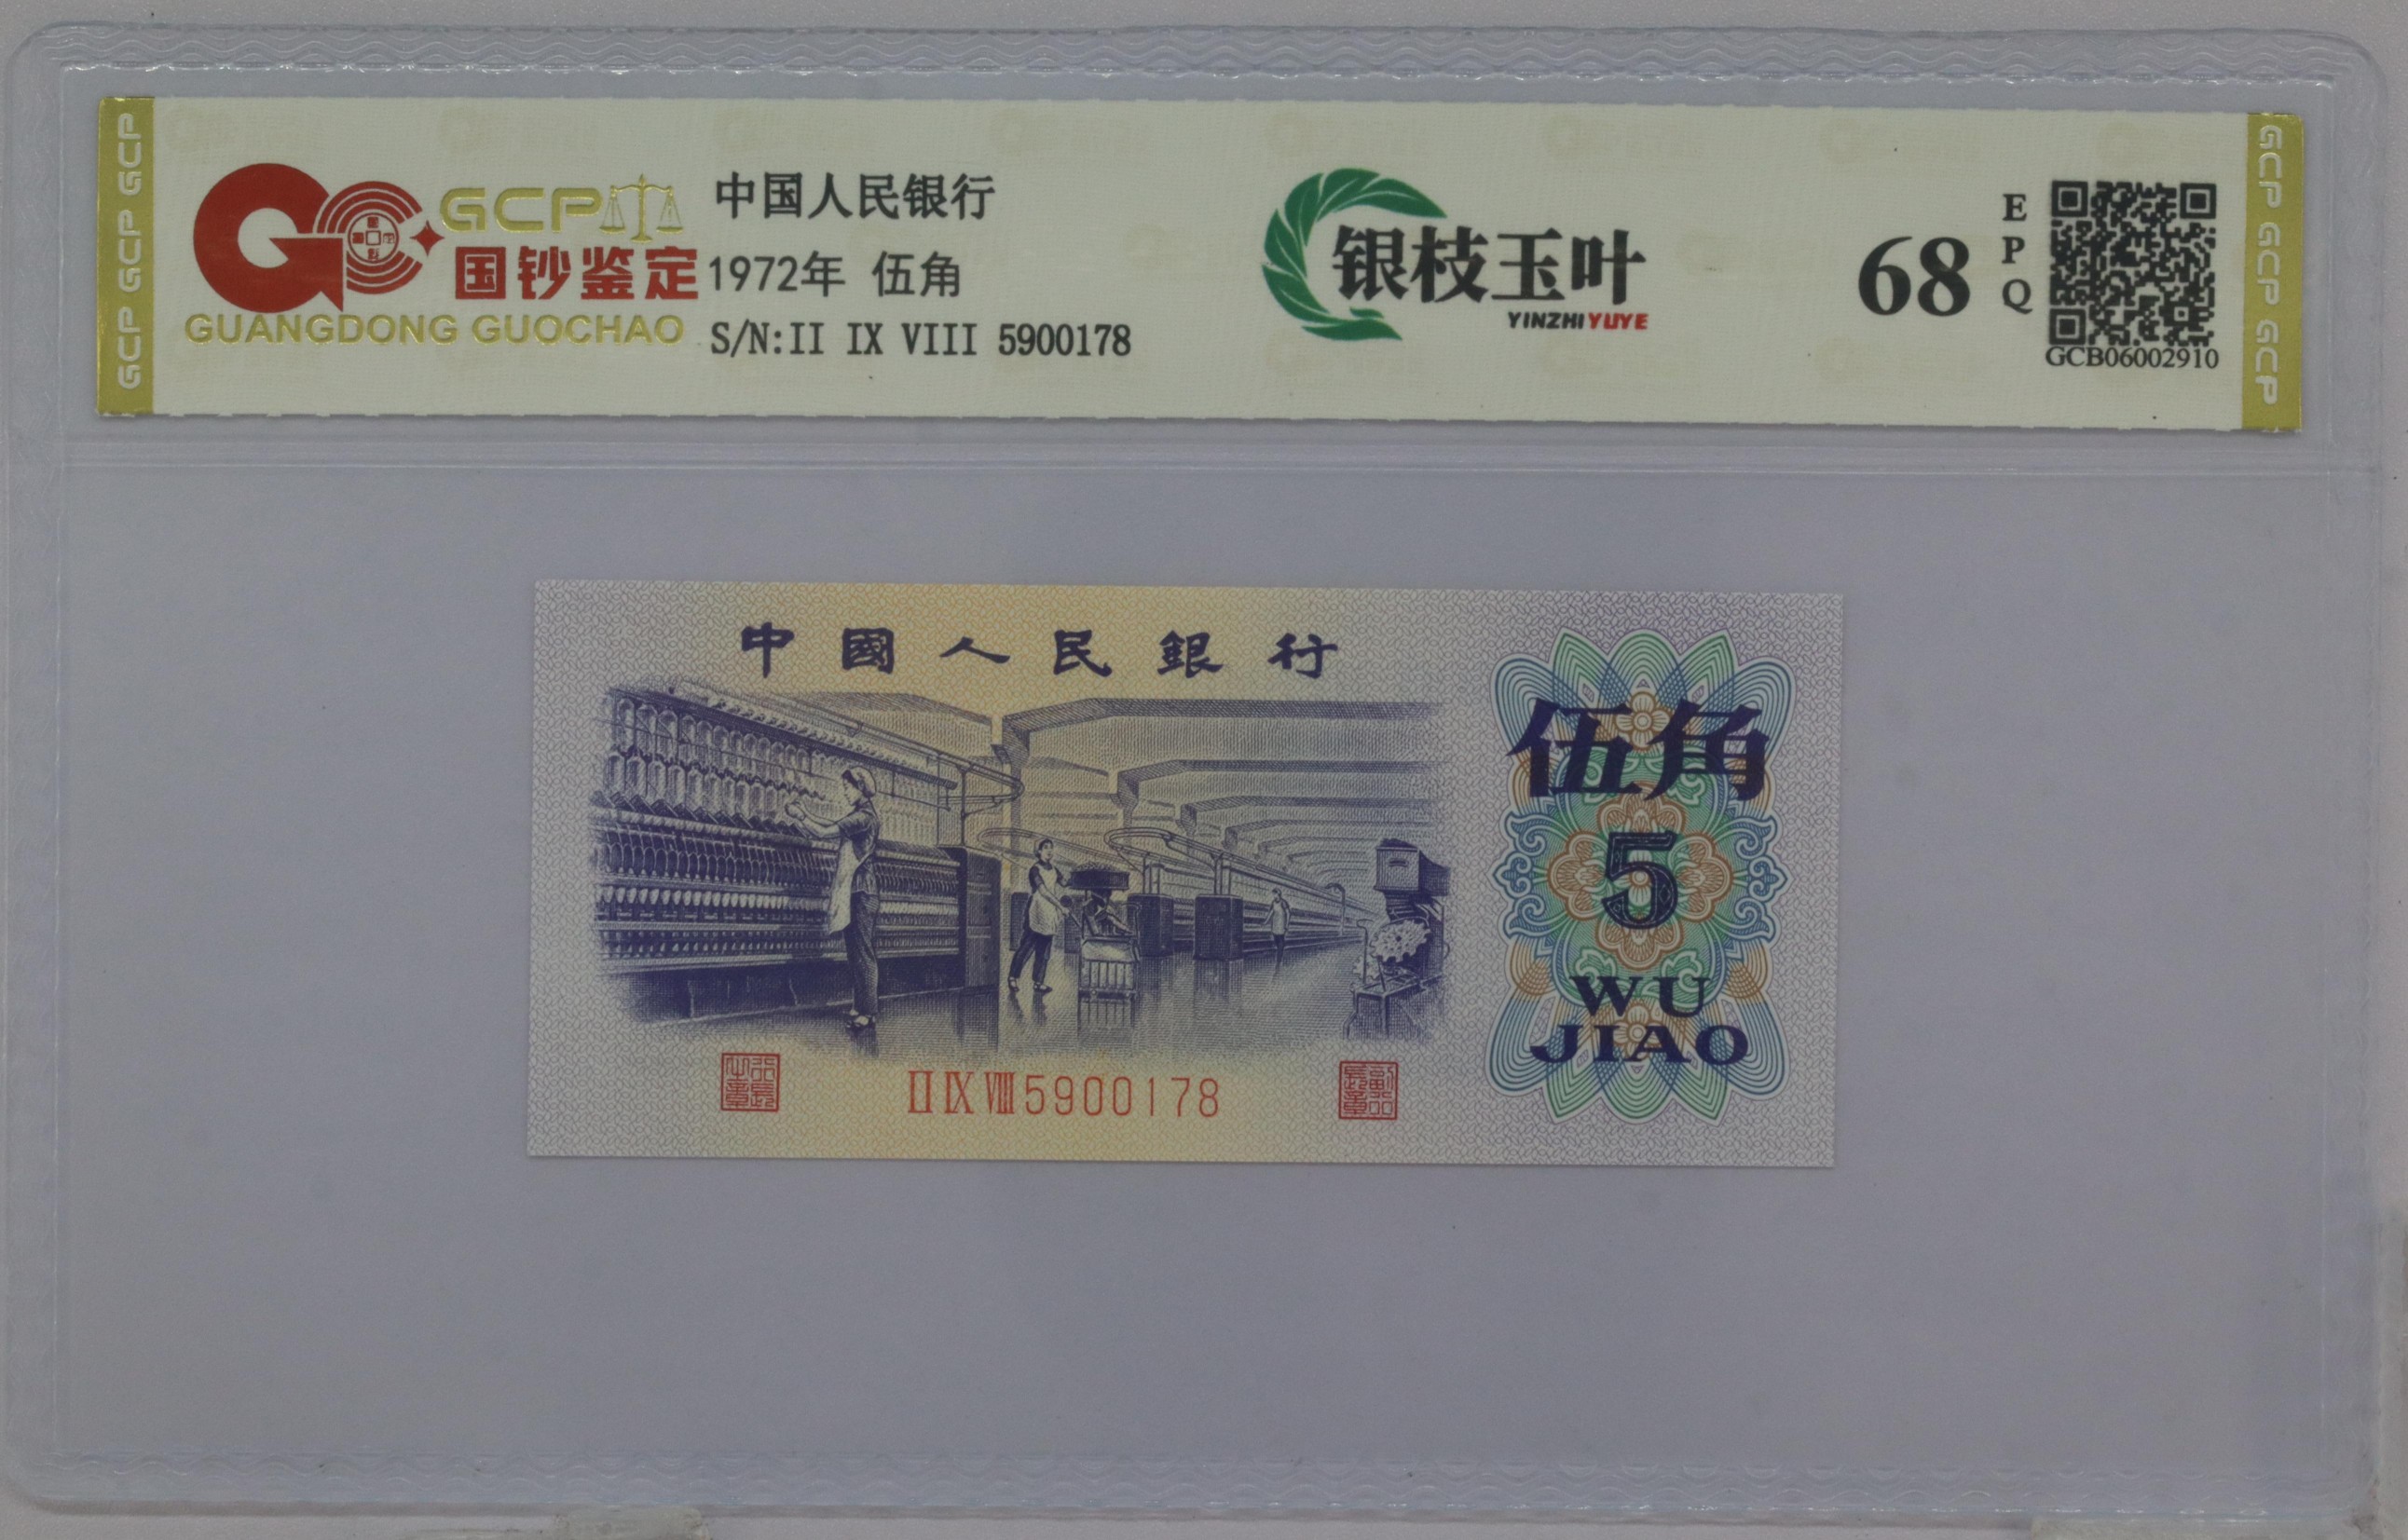 GCP GCP GCP
GCP
国钞鉴定
GUANGDONG GUOCHAO
中国人民银行
1972年 伍角
S/N:II IX VIII 5900178
银枝玉叶
YINZHIYUYE
68
EPQ
GCB06002910
GCP GCP GCP
中國人民銀行
伍角
5
WU
JIAO
II IX VIII 5900178